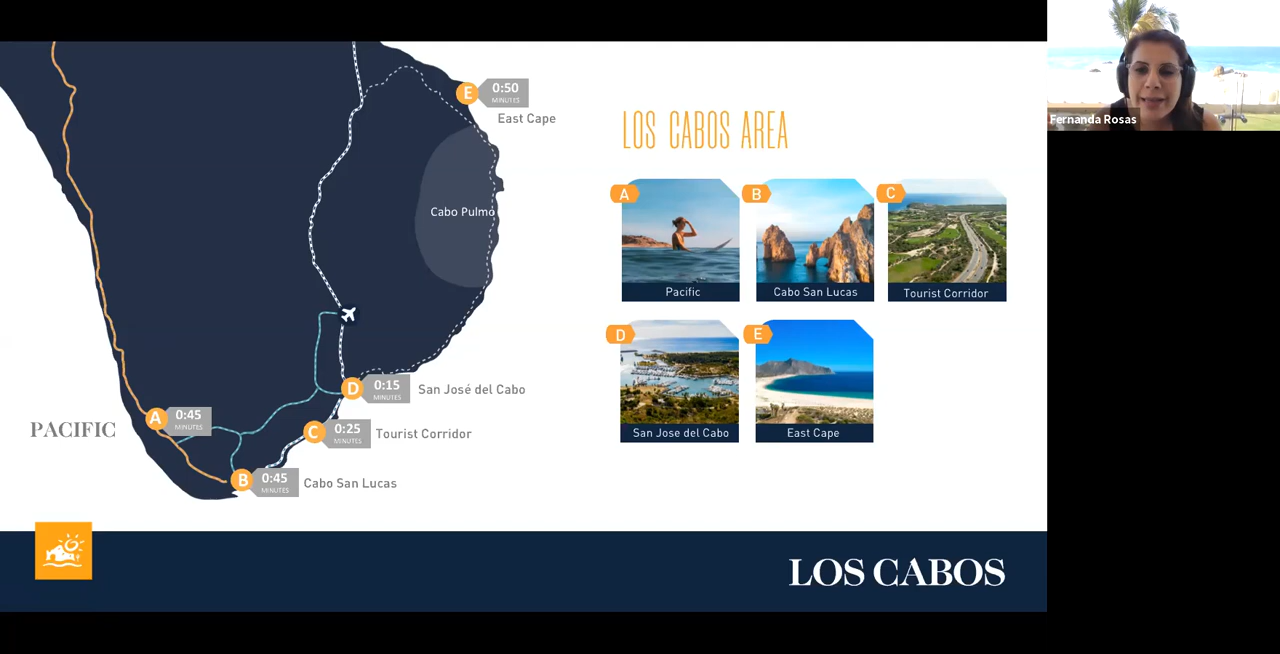 E
0:50
MINUTES
East Cape
Cabo Pulmo
D
0:15
MINUTES
San José del Cabo
A
0:45
MINUTES
PACIFIC
C
0:25
MINUTES
Tourist Corridor
B
0:45
MINUTES
Cabo San Lucas
LOS CABOS AREA
A
Pacific
B
Cabo San Lucas
C
Tourist Corridor
D
San Jose del Cabo
E
East Cape
LOS CABOS
Fernanda Rosas